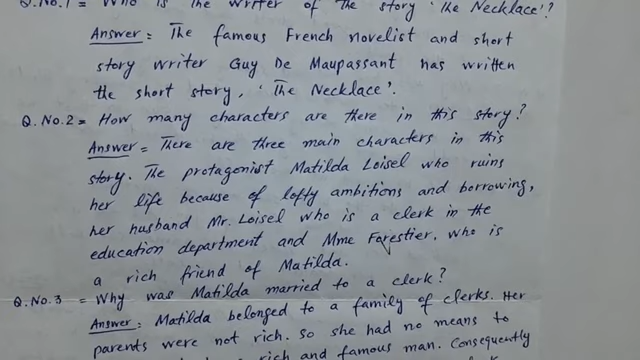 Q.No.1 = Who is the writer of the story 'The Necklace'?
Answer = The famous French novelist and short
story writer Guy De Maupassant has written
the short story, 'The Necklace'.
Q.No.2 = How many characters are there in this story?
Answer = There are three main characters in this
story. The protagonist Matilda Loisel who ruins
her life because of lofty ambitions and borrowing,
her husband Mr. Loisel who is a clerk in the
education department and Mme Forestier, who is
a rich friend of Matilda.
Q.No.3 = Why was Matilda married to a clerk?
Answer = Matilda belonged to a family of clerks. Her
parents were not rich. So she had no means to
rich and famous man. Consequently